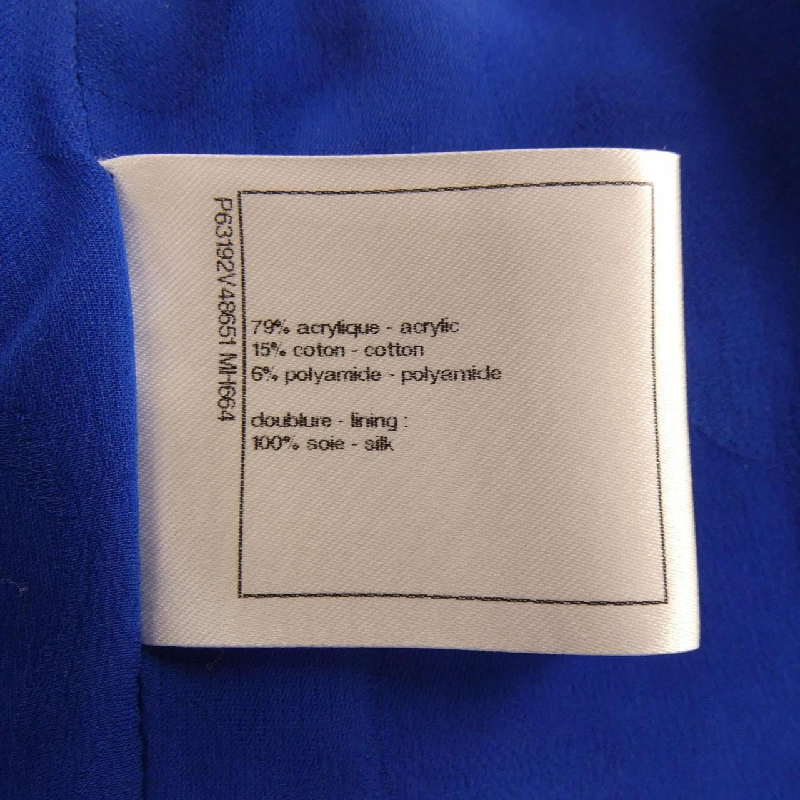 P63192V48651 MH664
79% acrylique - acrylic
15% coton - cotton
6% polyamide - polyamide
doublure - lining :
100% soie - silk